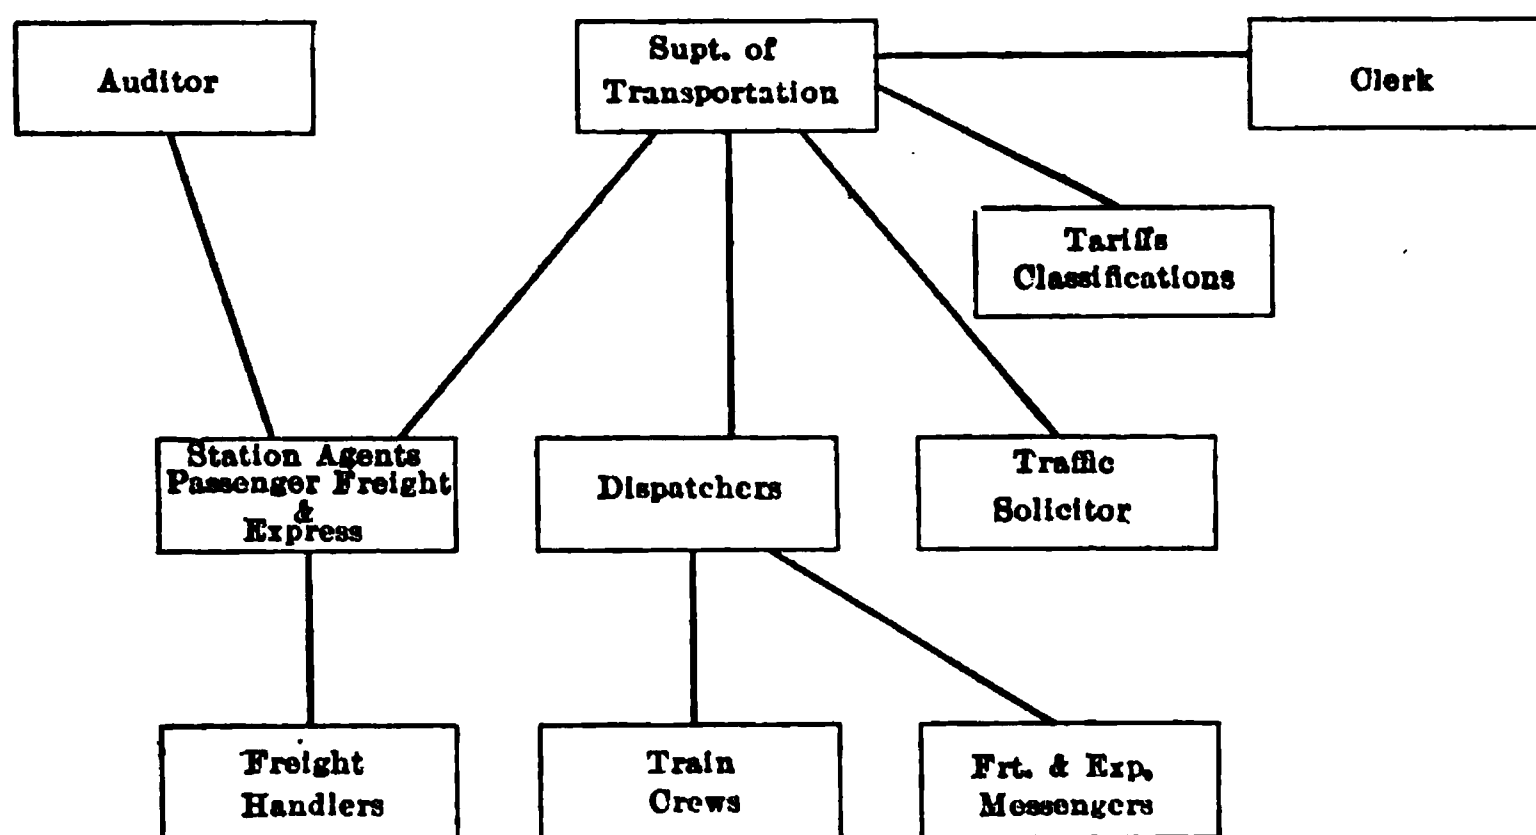 Auditor
Supt. of
Transportation
Clerk
Tariffs
Classifications
Station Agents
Passenger Freight
&
Express
Dispatchers
Traffic
Solicitor
Freight
Handlers
Train
Crews
Frt. & Exp.
Messengers